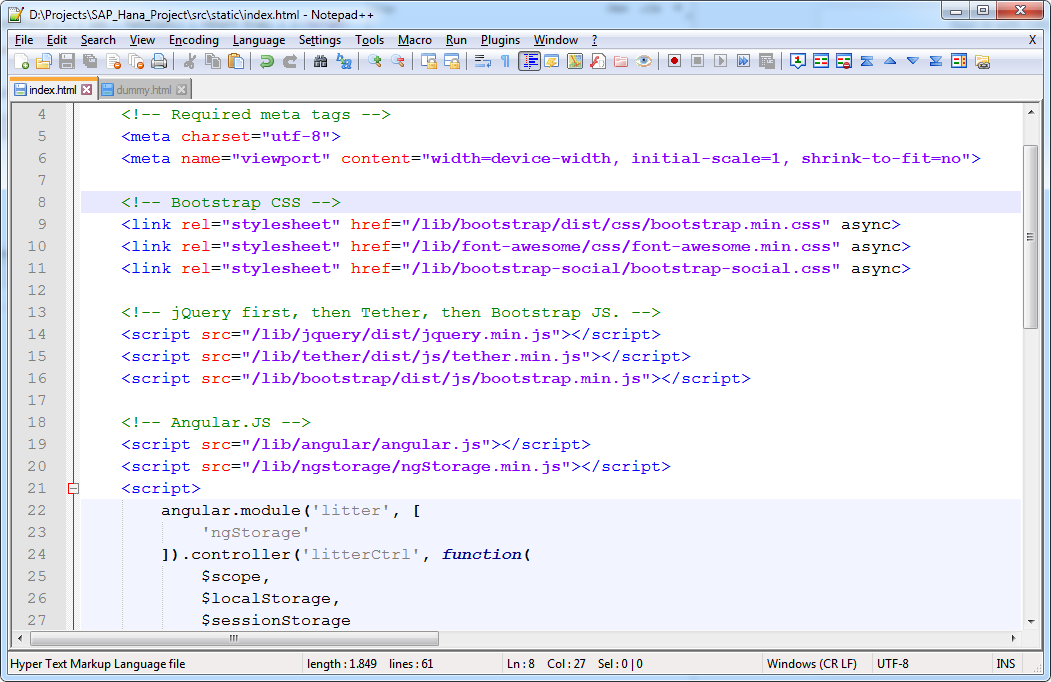 D:\Projects\SAP_Hana_Project\src\static\index.html - Notepad++
File Edit Search View Encoding Language Settings Tools Macro Run Plugins Window ? X
index.html dummy.html
4 <!-- Required meta tags -->
5 <meta charset="utf-8">
6 <meta name="viewport" content="width=device-width, initial-scale=1, shrink-to-fit=no">
7
8 <!-- Bootstrap CSS -->
9 <link rel="stylesheet" href="/lib/bootstrap/dist/css/bootstrap.min.css" async>
10 <link rel="stylesheet" href="/lib/font-awesome/css/font-awesome.min.css" async>
11 <link rel="stylesheet" href="/lib/bootstrap-social/bootstrap-social.css" async>
12
13 <!-- jQuery first, then Tether, then Bootstrap JS. -->
14 <script src="/lib/jquery/dist/jquery.min.js"></script>
15 <script src="/lib/tether/dist/js/tether.min.js"></script>
16 <script src="/lib/bootstrap/dist/js/bootstrap.min.js"></script>
17
18 <!-- Angular.JS -->
19 <script src="/lib/angular/angular.js"></script>
20 <script src="/lib/ngstorage/ngStorage.min.js"></script>
21 <script>
22 angular.module('litter', [
23 'ngStorage'
24 ]).controller('litterCtrl', function(
25 $scope,
26 $localStorage,
27 $sessionStorage
Hyper Text Markup Language file length : 1.849 lines : 61 Ln : 8 Col : 27 Sel : 0 | 0 Windows (CR LF) UTF-8 INS